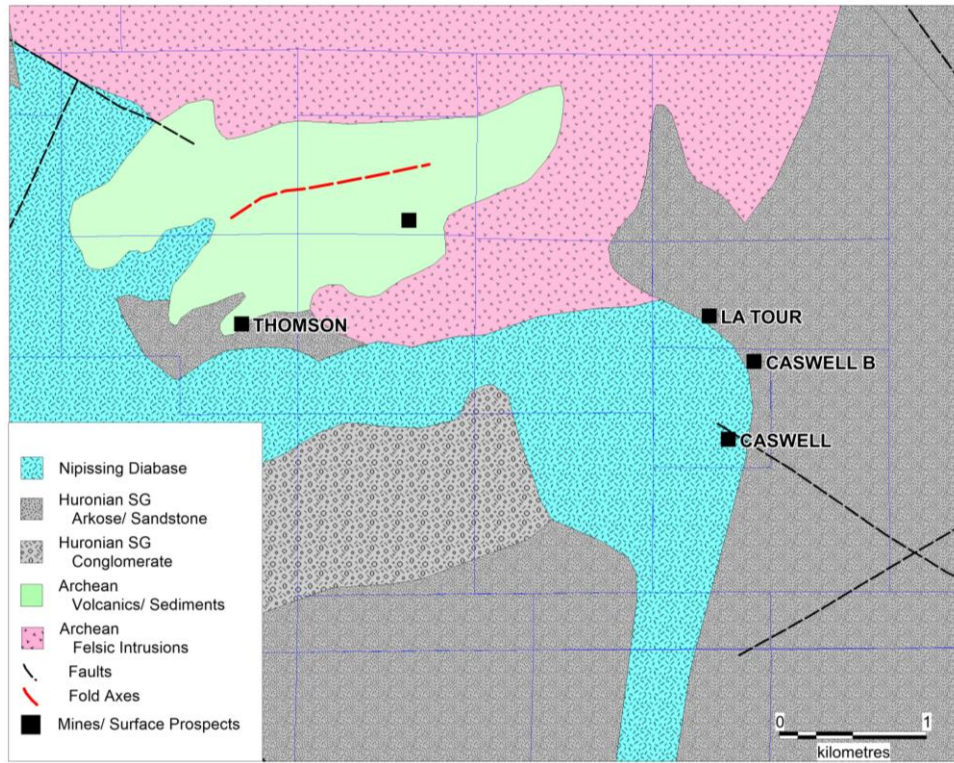 THOMSON
LA TOUR
CASWELL B
CASWELL
Nipissing Diabase
Huronian SG
Arkose/ Sandstone
Huronian SG
Conglomerate
Archean
Volcanics/ Sediments
Archean
Felsic Intrusions
Faults
Fold Axes
Mines/ Surface Prospects
0 1
kilometres